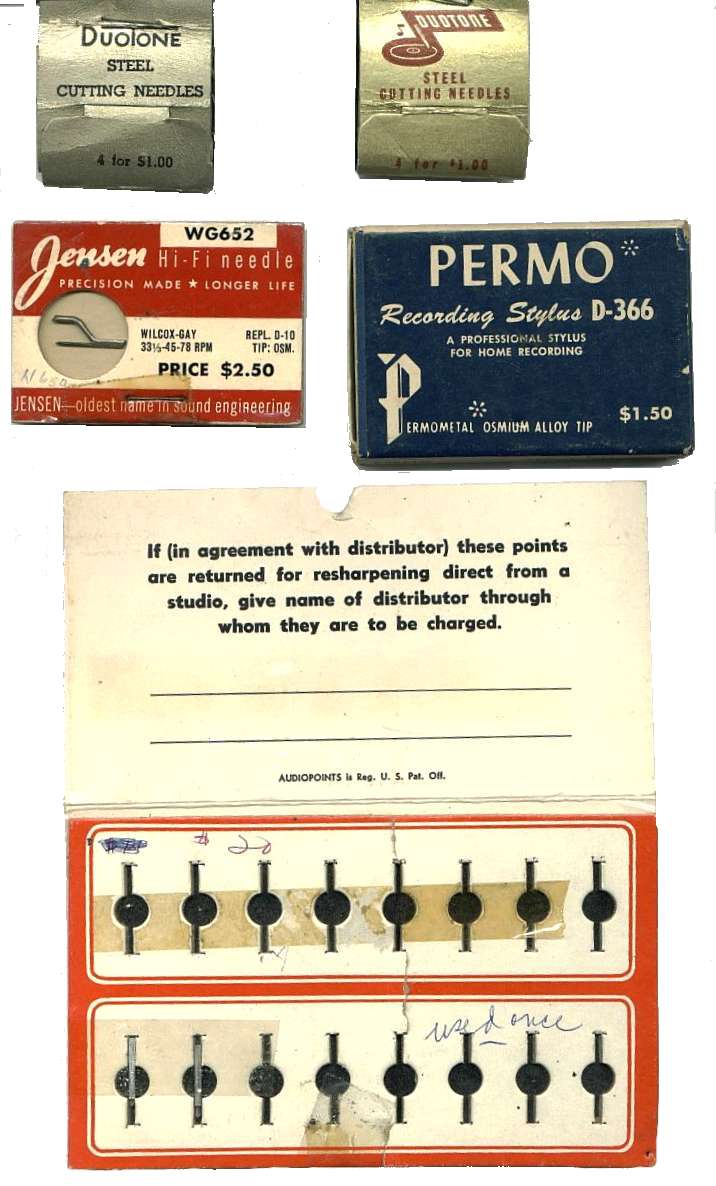 DUOTONE
STEEL
CUTTING NEEDLES
4 for $1.00
DUOTONE
STEEL
CUTTING NEEDLES
4 for $1.00
WG652
Jensen Hi-Fi needle
PRECISION MADE ★ LONGER LIFE
WILCOX-GAY REPL. D-10
33⅓-45-78 RPM TIP: OSM.
PRICE $2.50
JENSEN—oldest name in sound engineering
PERMO
Recording Stylus D-366
A PROFESSIONAL STYLUS
FOR HOME RECORDING
$1.50
PERMOMETAL OSMIUM ALLOY TIP
If (in agreement with distributor) these points
are returned for resharpening direct from a
studio, give name of distributor through
whom they are to be charged.
AUDIOPOINTS is Reg. U. S. Pat. Off.
$ 20
used once